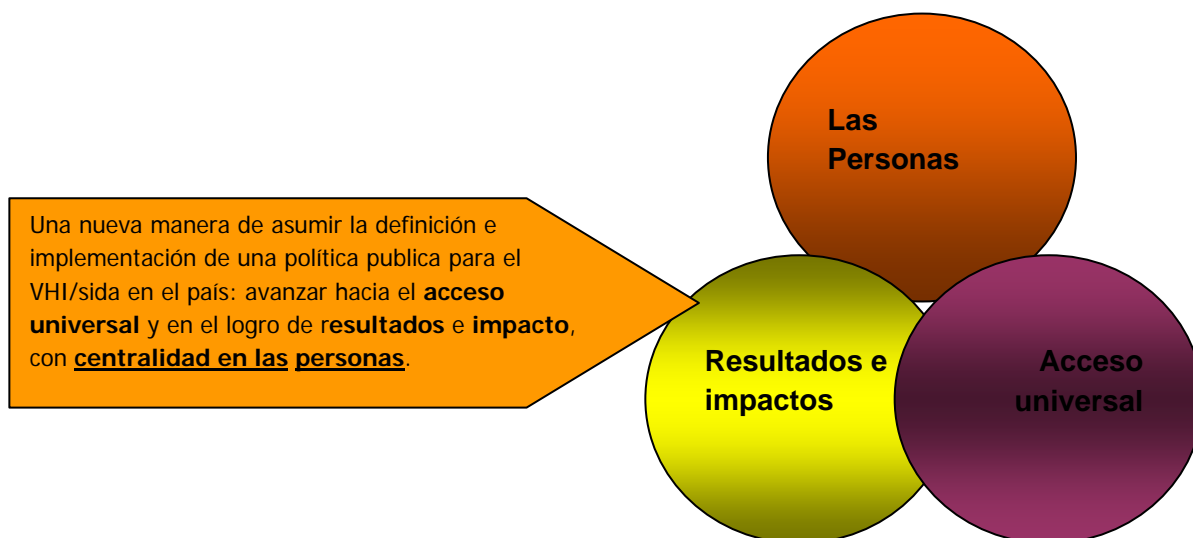 Una nueva manera de asumir la definición e
implementación de una política publica para el
VHI/sida en el país: avanzar hacia el acceso
universal y en el logro de resultados e impacto,
con centralidad en las personas.
Las
Personas
Resultados e
impactos
Acceso
universal